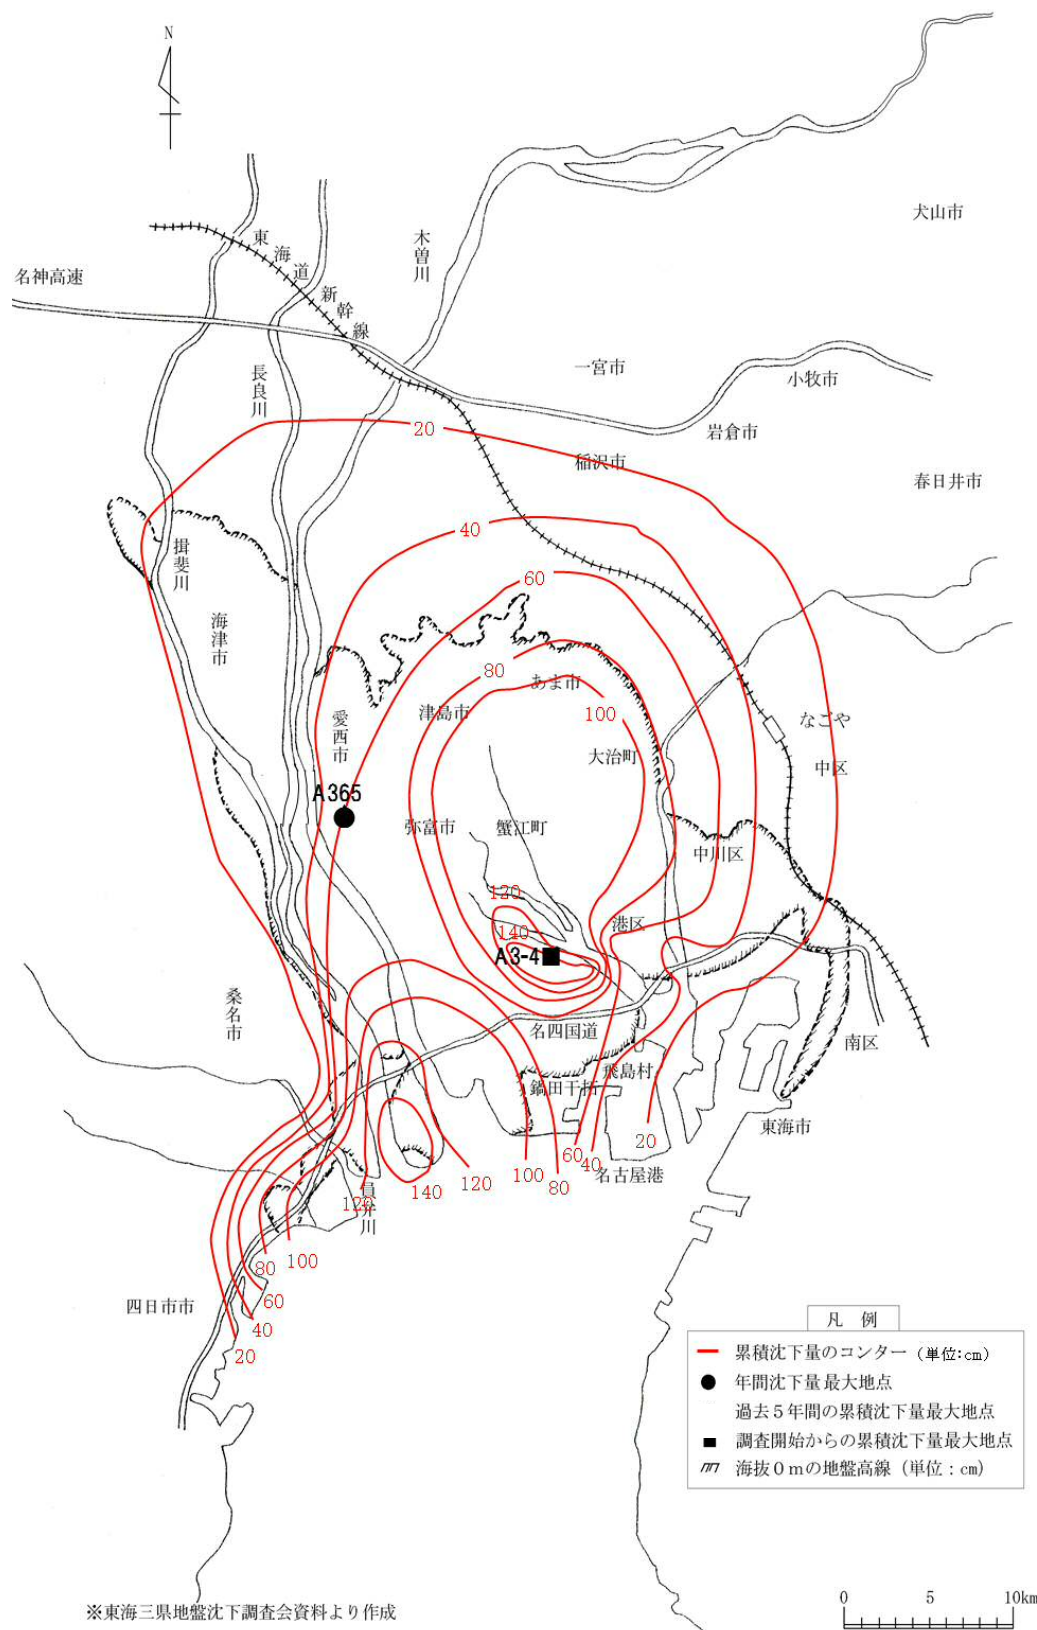 N
犬山市
木曽川
東海道新幹線
名神高速
一宮市
小牧市
長良川
岩倉市
20
稲沢市
春日井市
40
揖斐川
60
海津市
80
あま市
津島市
100
愛西市
なごや
大治町
中区
A365
弥富市
蟹江町
中川区
120
港区
140
A3-4
桑名市
名四国道
南区
飛島村
鍋田干拓
東海市
20
60
40
名古屋港
100
80
120
140
120
員弁川
80
100
60
四日市市
40
20
凡 例
累積沈下量のコンター（単位:cm）
年間沈下量最大地点
過去５年間の累積沈下量最大地点
調査開始からの累積沈下量最大地点
海抜０ｍの地盤高線（単位：cm）
0 5 10km
※東海三県地盤沈下調査会資料より作成